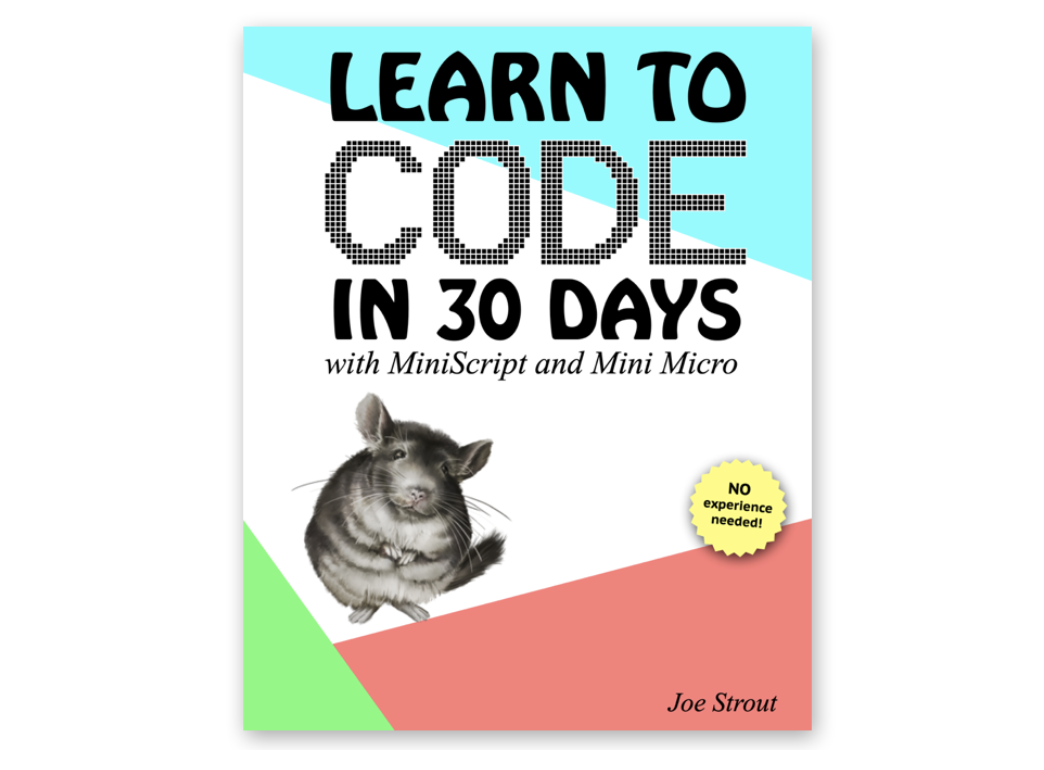 LEARN TO
CODE
IN 30 DAYS
with MiniScript and Mini Micro
NO
experience
needed!
Joe Strout